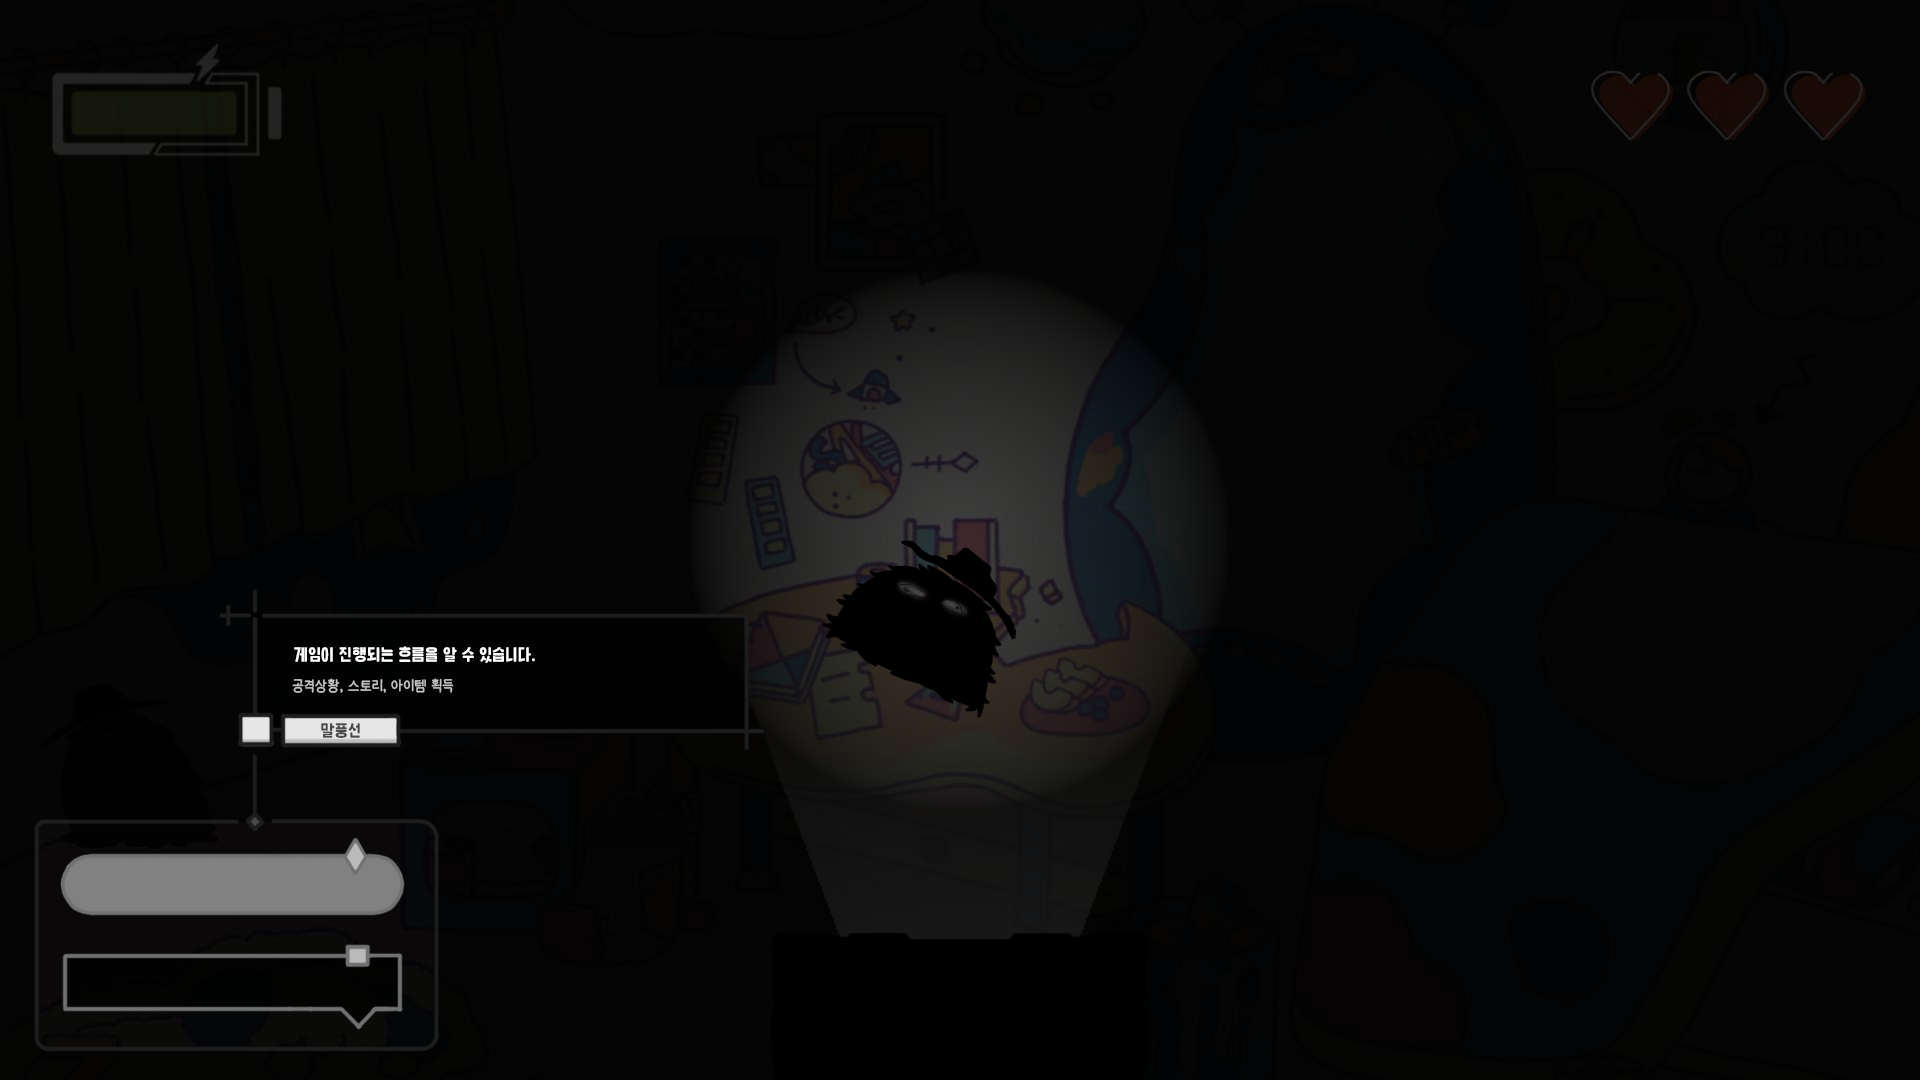 게임이 진행되는 흐름을 알 수 있습니다.
공격상황, 스토리, 아이템 획득
말풍선